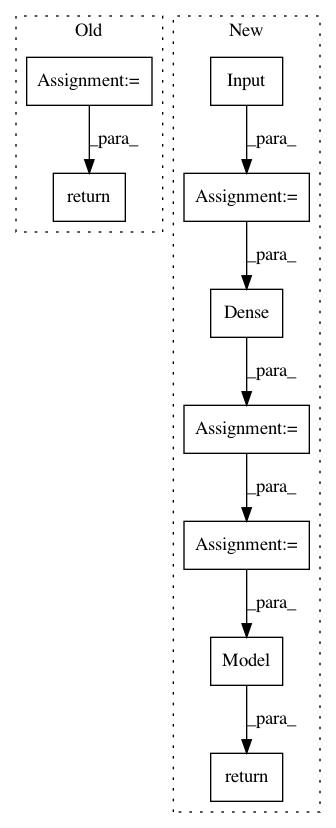 Old
Assignment:=
_para_
return
New
Input
_para_
Assignment:=
_para_
Dense
_para_
Assignment:=
_para_
Assignment:=
_para_
Model
_para_
return